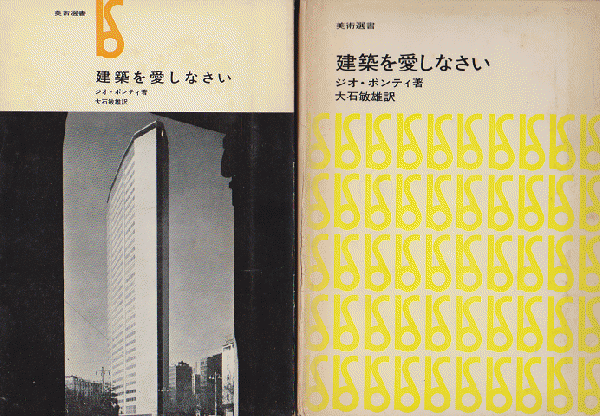 美術選書
建築を愛しなさい
ジオ・ポンティ著
大石敏雄訳
美術選書
建築を愛しなさい
ジオ・ポンティ著
大石敏雄訳